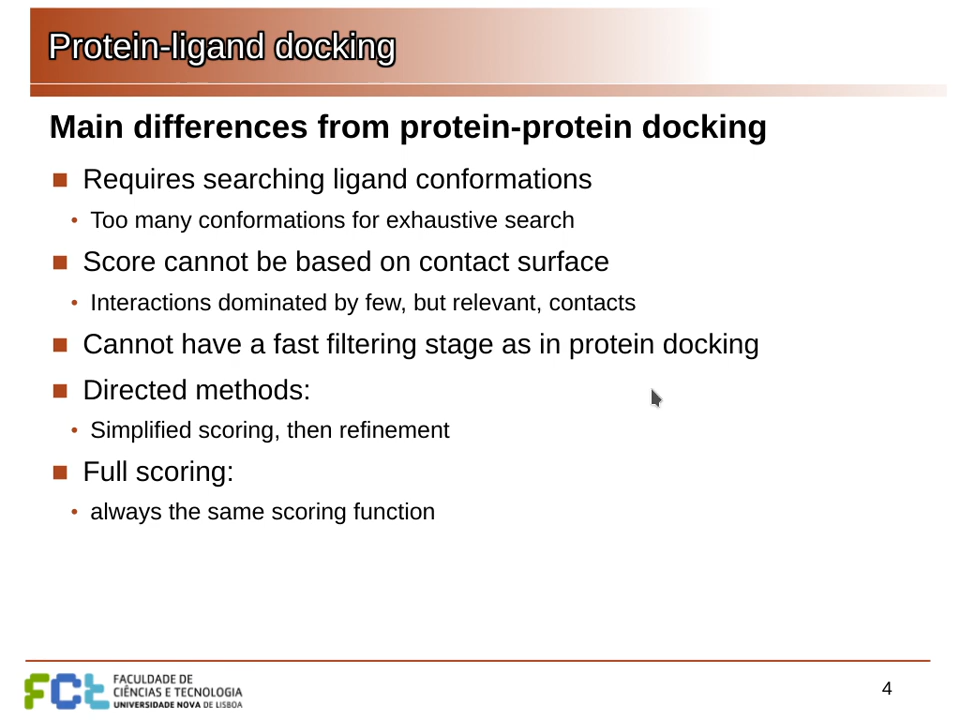 Protein-ligand docking
Main differences from protein-protein docking
Requires searching ligand conformations
Too many conformations for exhaustive search
Score cannot be based on contact surface
Interactions dominated by few, but relevant, contacts
Cannot have a fast filtering stage as in protein docking
Directed methods:
Simplified scoring, then refinement
Full scoring:
always the same scoring function
FCt
FACULDADE DE
CIÊNCIAS E TECNOLOGIA
UNIVERSIDADE NOVA DE LISBOA
4